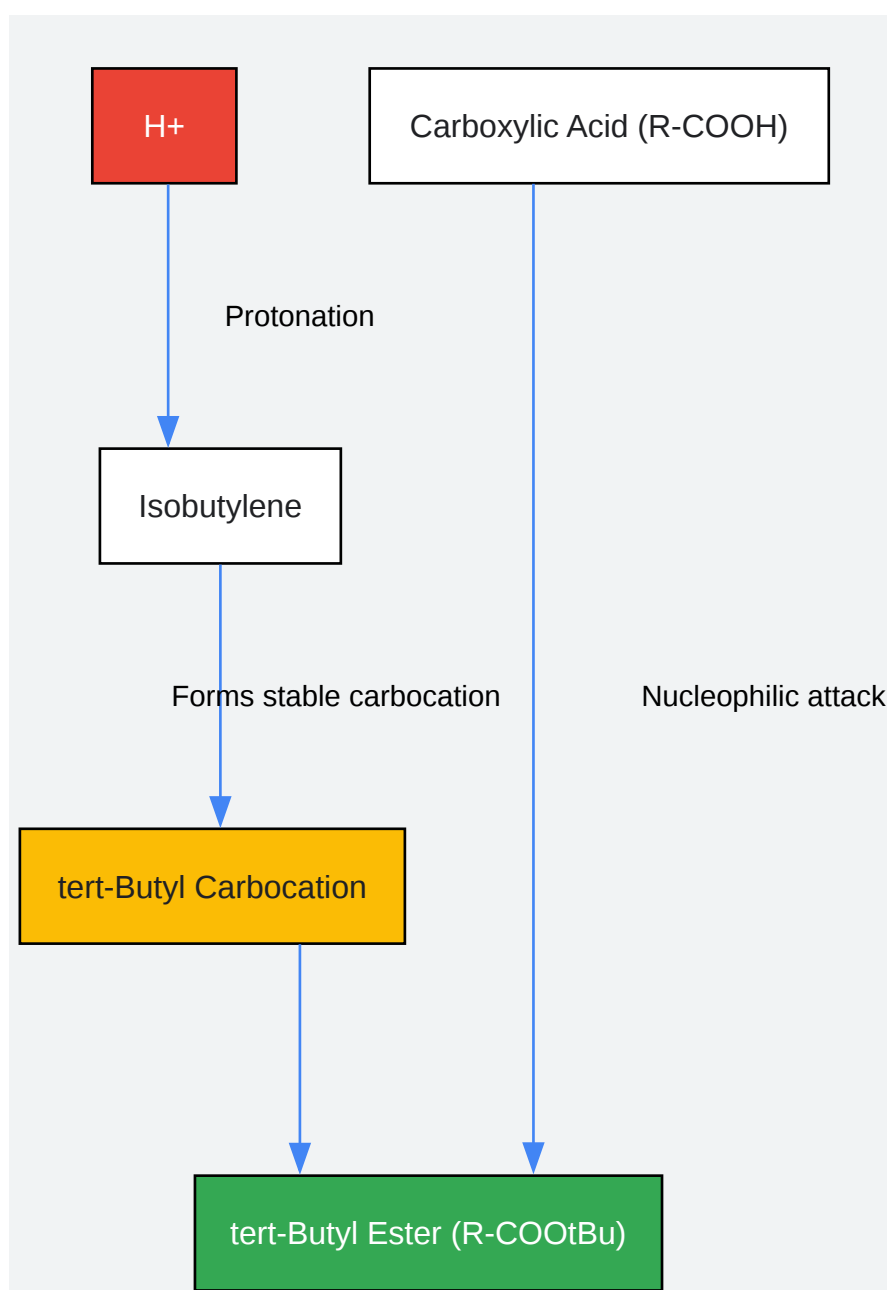 H+
Carboxylic Acid (R-COOH)
Protonation
Isobutylene
Forms stable carbocation
Nucleophilic attack
tert-Butyl Carbocation
tert-Butyl Ester (R-COOtBu)